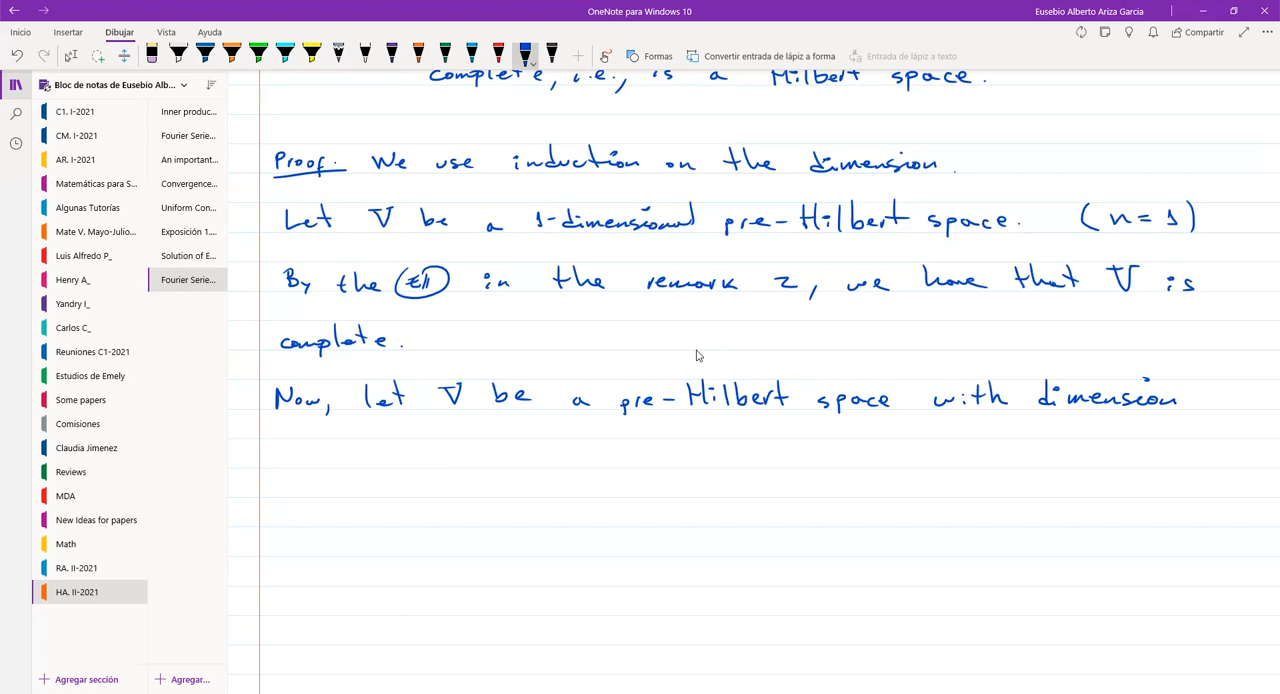 OneNote para Windows 10
Eusebio Alberto Ariza Garcia
Inicio Insertar Dibujar Vista Ayuda
Compartir
Formas Convertir entrada de lápiz a forma Entrada de lápiz a texto
Bloc de notas de Eusebio Alb...
C1. I-2021
CM. I-2021
AR. I-2021
Matemáticas para S...
Algunas Tutorías
Mate V. Mayo-Julio...
Luis Alfredo P_
Henry A_
Yandry I_
Carlos C_
Reuniones C1-2021
Estudios de Emely
Some papers
Comisiones
Claudia Jimenez
Reviews
MDA
New Ideas for papers
Math
RA. II-2021
HA. II-2021
Agregar sección
Inner produc...
Fourier Serie...
An important...
Convergence...
Uniform Con...
Exposición 1...
Solution of E...
Fourier Serie...
Agregar...
complete, i.e., is a Hilbert space.
Proof. We use induction on the dimension.
Let V be a 1-dimensional pre-Hilbert space. (n=1)
By the in the remark 2, we have that V is
complete.
Now, let V be a pre-Hilbert space with dimension